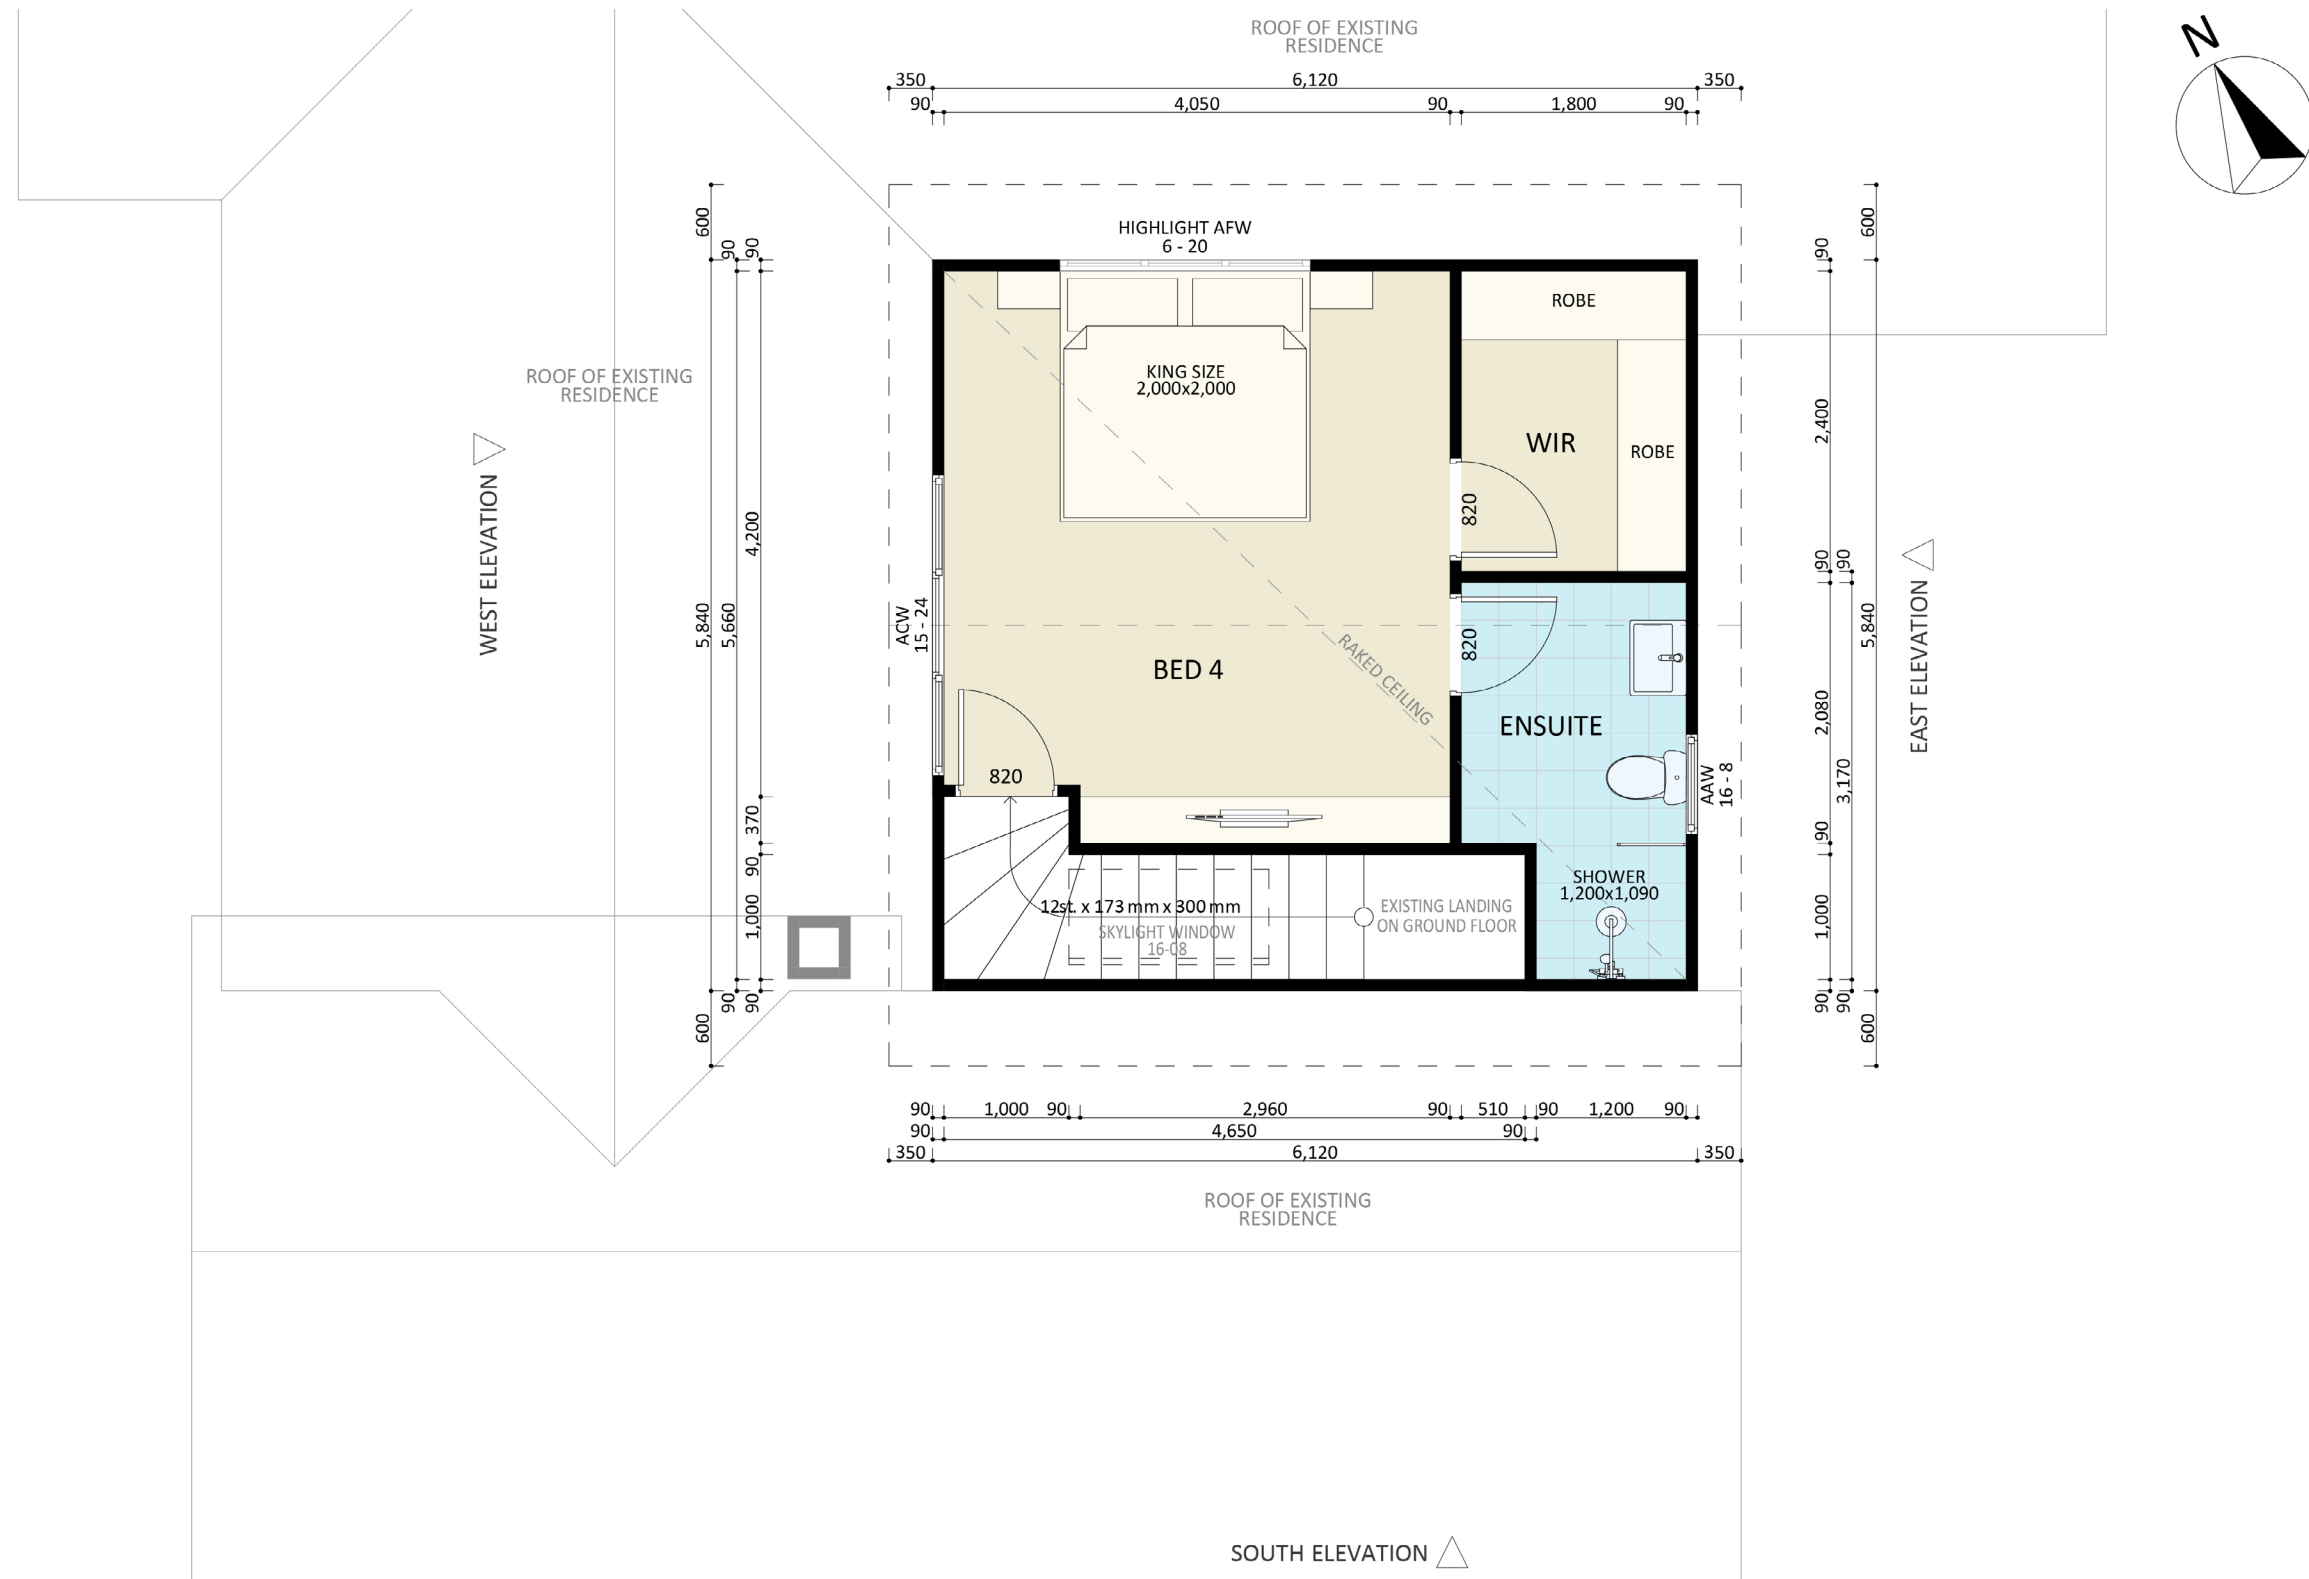 ROOF OF EXISTING
RESIDENCE
N
350 6,120 350
90 4,050 90 1,800 90
HIGHLIGHT AFW
6 - 20
600
90
90
600
90
ROBE
KING SIZE
2,000x2,000
ROOF OF EXISTING
RESIDENCE
WIR
ROBE
820
2,400
WEST ELEVATION
4,200
5,840
5,660
ACW
15 - 24
BED 4
RAKED CEILING
820
ENSUITE
90
90
5,840
EAST ELEVATION
2,080
3,170
AAW
16 - 8
820
370
90
1,000
90
90
600
12st. x 173 mm x 300 mm
SKYLIGHT WINDOW
16-08
EXISTING LANDING
ON GROUND FLOOR
SHOWER
1,200x1,090
90
1,000
90
90
600
90 1,000 90 2,960 90 510 90 1,200 90
90 4,650 90
350 6,120 350
ROOF OF EXISTING
RESIDENCE
SOUTH ELEVATION